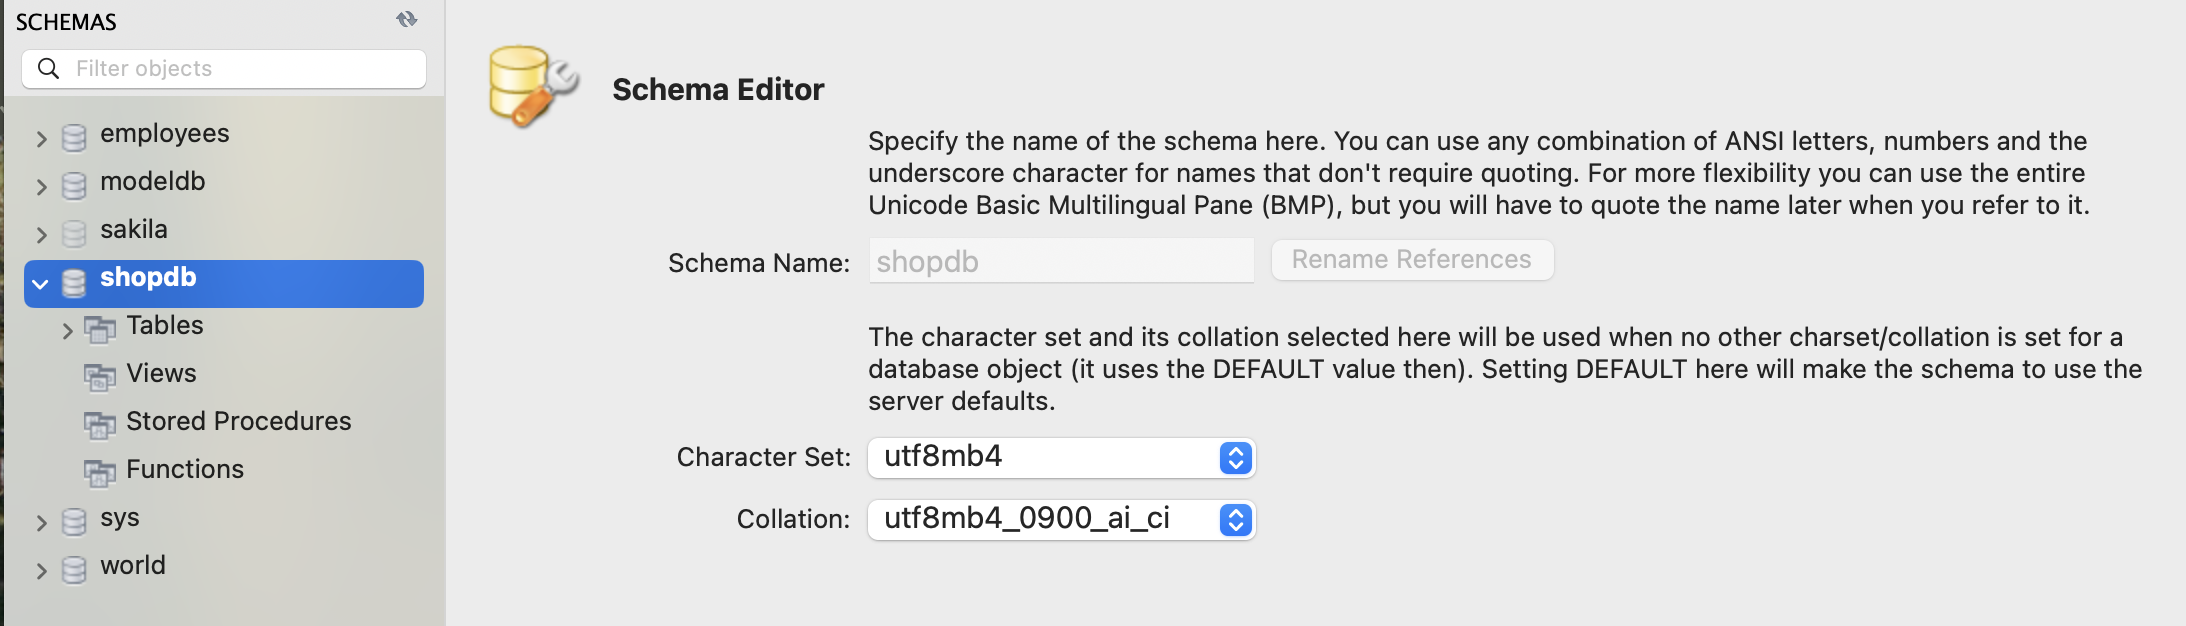 SCHEMAS
Filter objects
employees
modeldb
sakila
shopdb
Tables
Views
Stored Procedures
Functions
sys
world
Schema Editor
Specify the name of the schema here. You can use any combination of ANSI letters, numbers and the
underscore character for names that don't require quoting. For more flexibility you can use the entire
Unicode Basic Multilingual Pane (BMP), but you will have to quote the name later when you refer to it.
Schema Name: shopdb Rename References
The character set and its collation selected here will be used when no other charset/collation is set for a
database object (it uses the DEFAULT value then). Setting DEFAULT here will make the schema to use the
server defaults.
Character Set: utf8mb4
Collation: utf8mb4_0900_ai_ci